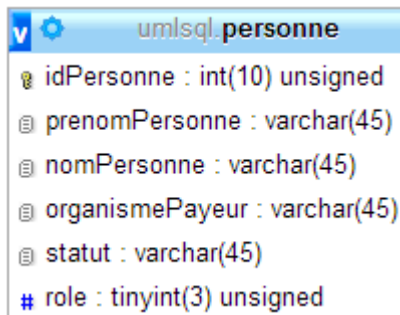 v umlsql.personne
idPersonne : int(10) unsigned
prenomPersonne : varchar(45)
nomPersonne : varchar(45)
organismePayeur : varchar(45)
statut : varchar(45)
# role : tinyint(3) unsigned